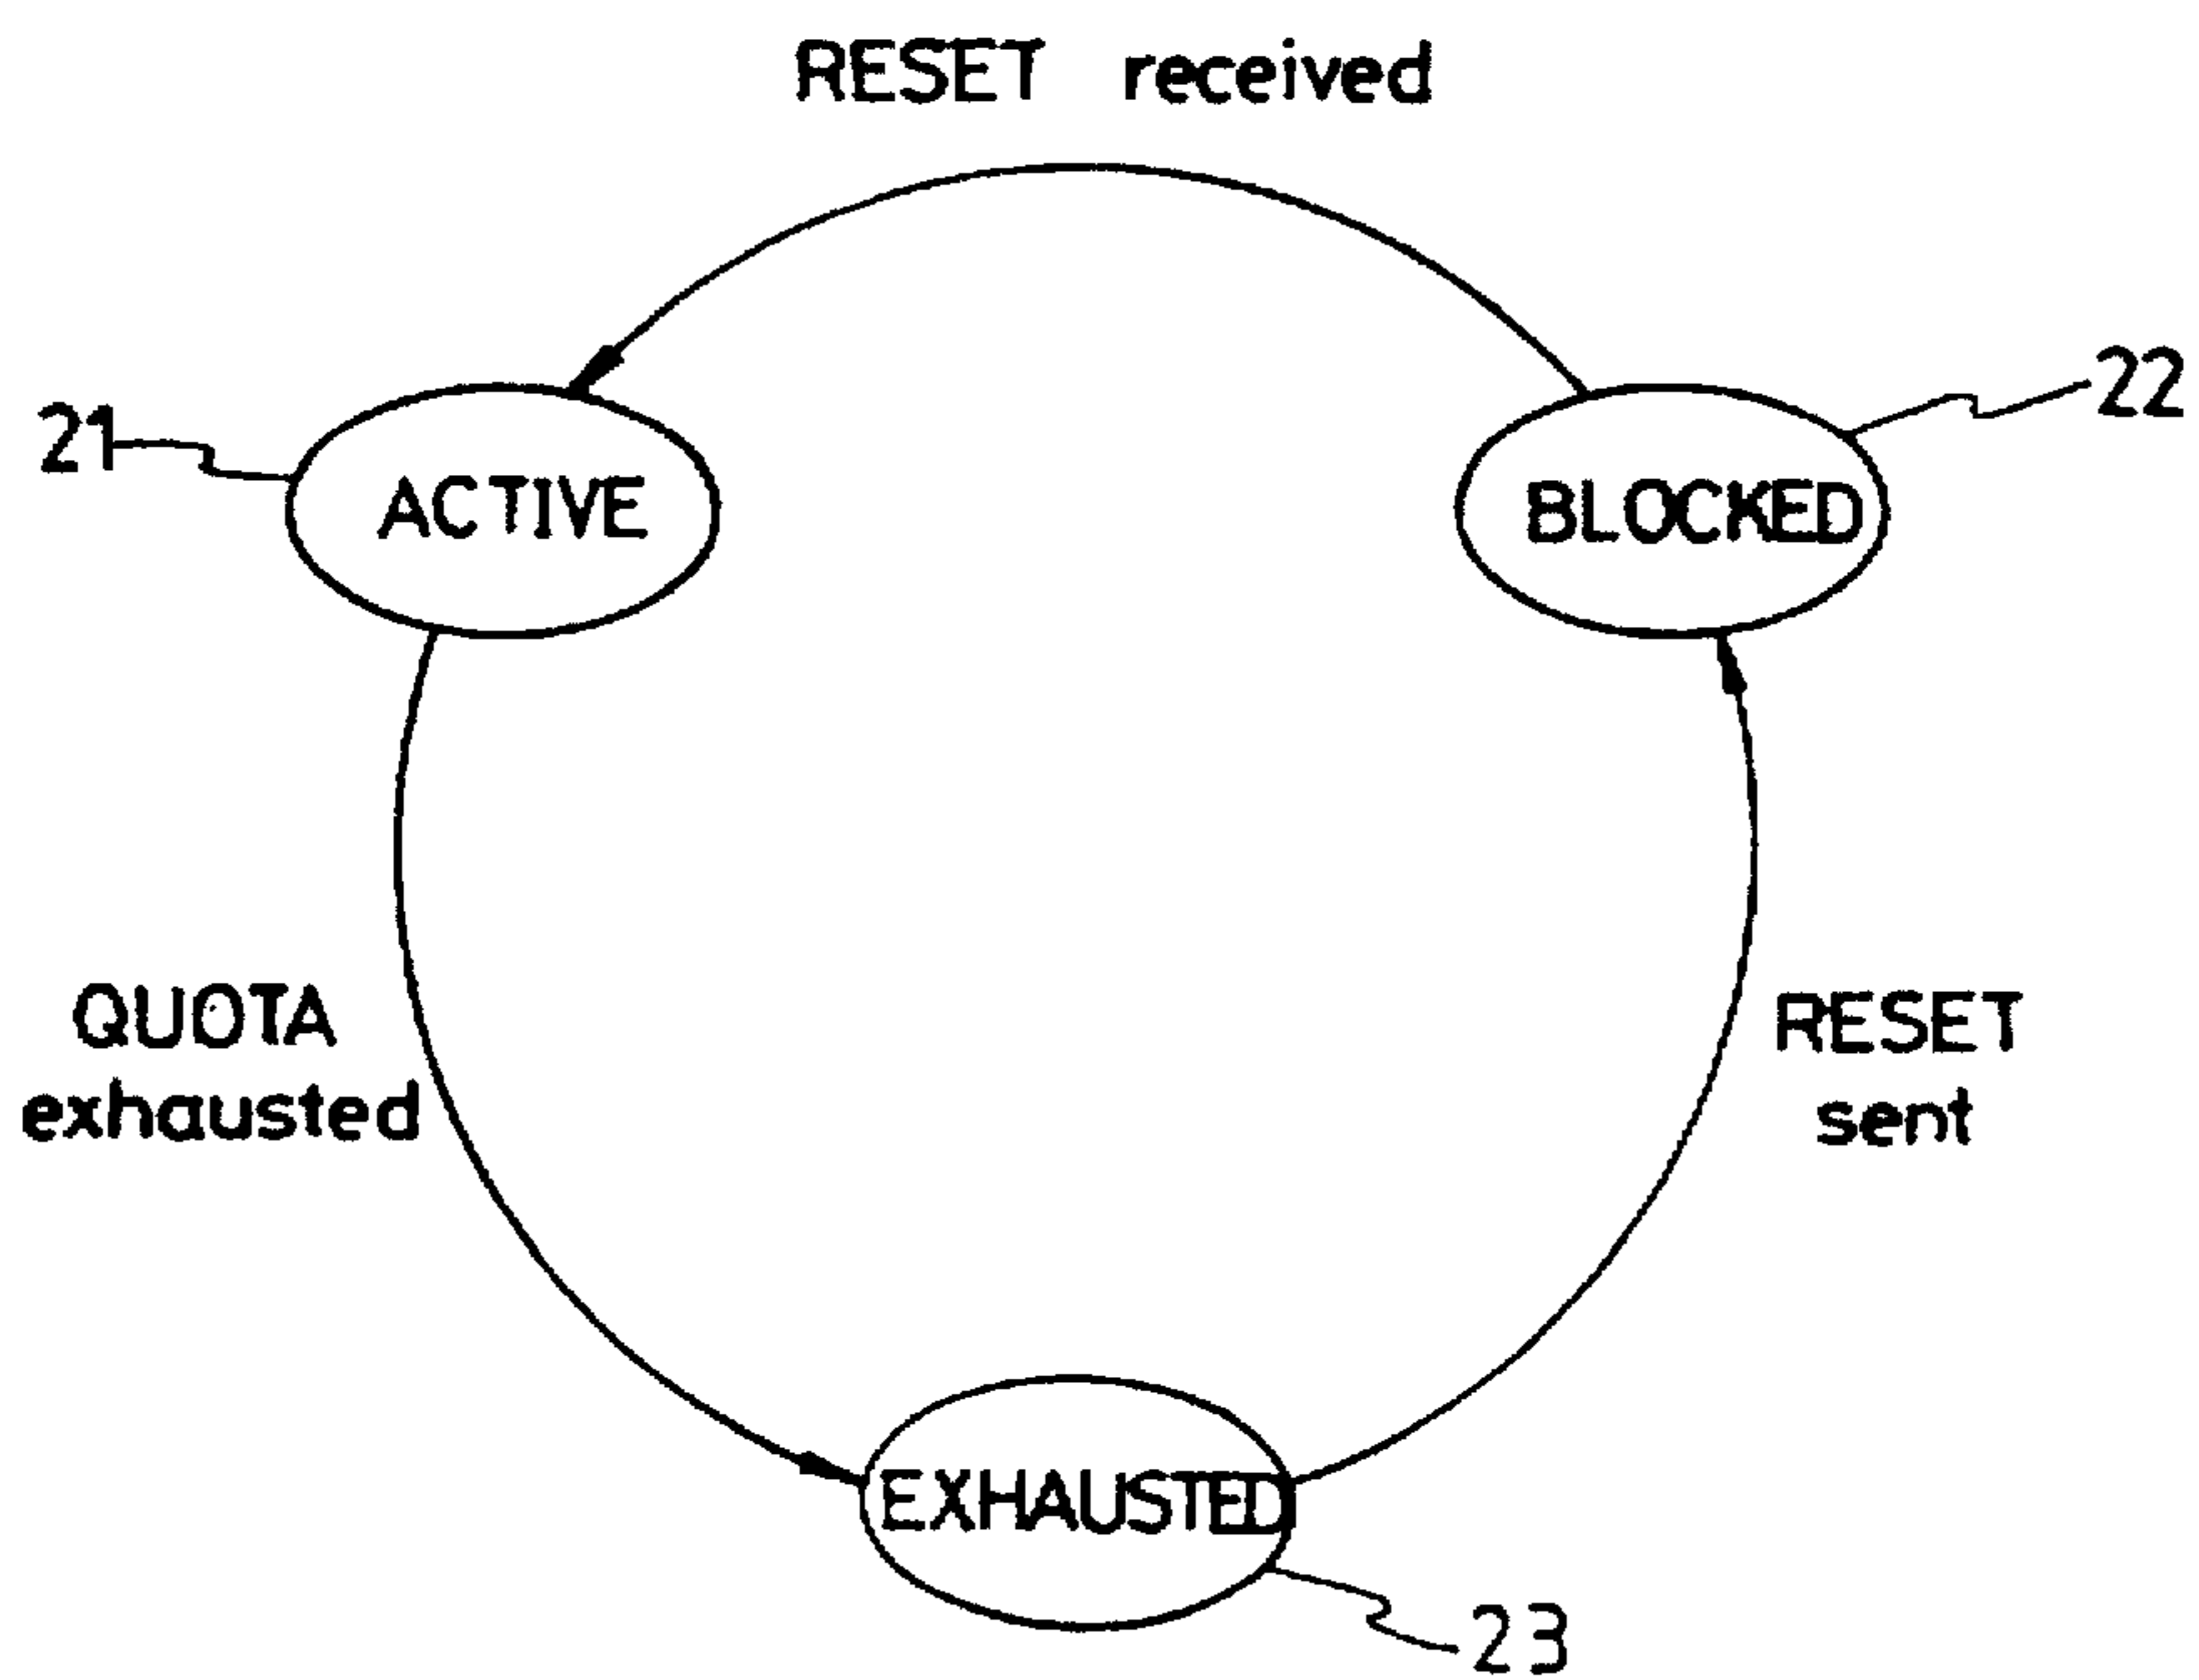 RESET received
22
21
ACTIVE
BLOCKED
QUOTA
exhausted
RESET
sent
EXHAUSTED
23